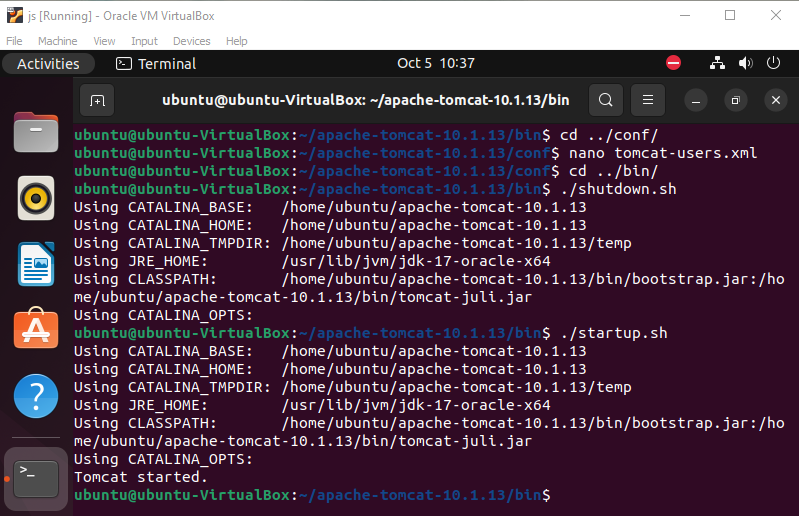 js [Running] - Oracle VM VirtualBox
File Machine View Input Devices Help
Activities Terminal Oct 5 10:37
ubuntu@ubuntu-VirtualBox: ~/apache-tomcat-10.1.13/bin
ubuntu@ubuntu-VirtualBox:~/apache-tomcat-10.1.13/bin$ cd ../conf/
ubuntu@ubuntu-VirtualBox:~/apache-tomcat-10.1.13/conf$ nano tomcat-users.xml
ubuntu@ubuntu-VirtualBox:~/apache-tomcat-10.1.13/conf$ cd ../bin/
ubuntu@ubuntu-VirtualBox:~/apache-tomcat-10.1.13/bin$ ./shutdown.sh
Using CATALINA_BASE:   /home/ubuntu/apache-tomcat-10.1.13
Using CATALINA_HOME:   /home/ubuntu/apache-tomcat-10.1.13
Using CATALINA_TMPDIR: /home/ubuntu/apache-tomcat-10.1.13/temp
Using JRE_HOME:        /usr/lib/jvm/jdk-17-oracle-x64
Using CLASSPATH:       /home/ubuntu/apache-tomcat-10.1.13/bin/bootstrap.jar:/ho
me/ubuntu/apache-tomcat-10.1.13/bin/tomcat-juli.jar
Using CATALINA_OPTS:
ubuntu@ubuntu-VirtualBox:~/apache-tomcat-10.1.13/bin$ ./startup.sh
Using CATALINA_BASE:   /home/ubuntu/apache-tomcat-10.1.13
Using CATALINA_HOME:   /home/ubuntu/apache-tomcat-10.1.13
Using CATALINA_TMPDIR: /home/ubuntu/apache-tomcat-10.1.13/temp
Using JRE_HOME:        /usr/lib/jvm/jdk-17-oracle-x64
Using CLASSPATH:       /home/ubuntu/apache-tomcat-10.1.13/bin/bootstrap.jar:/ho
me/ubuntu/apache-tomcat-10.1.13/bin/tomcat-juli.jar
Using CATALINA_OPTS:
Tomcat started.
ubuntu@ubuntu-VirtualBox:~/apache-tomcat-10.1.13/bin$